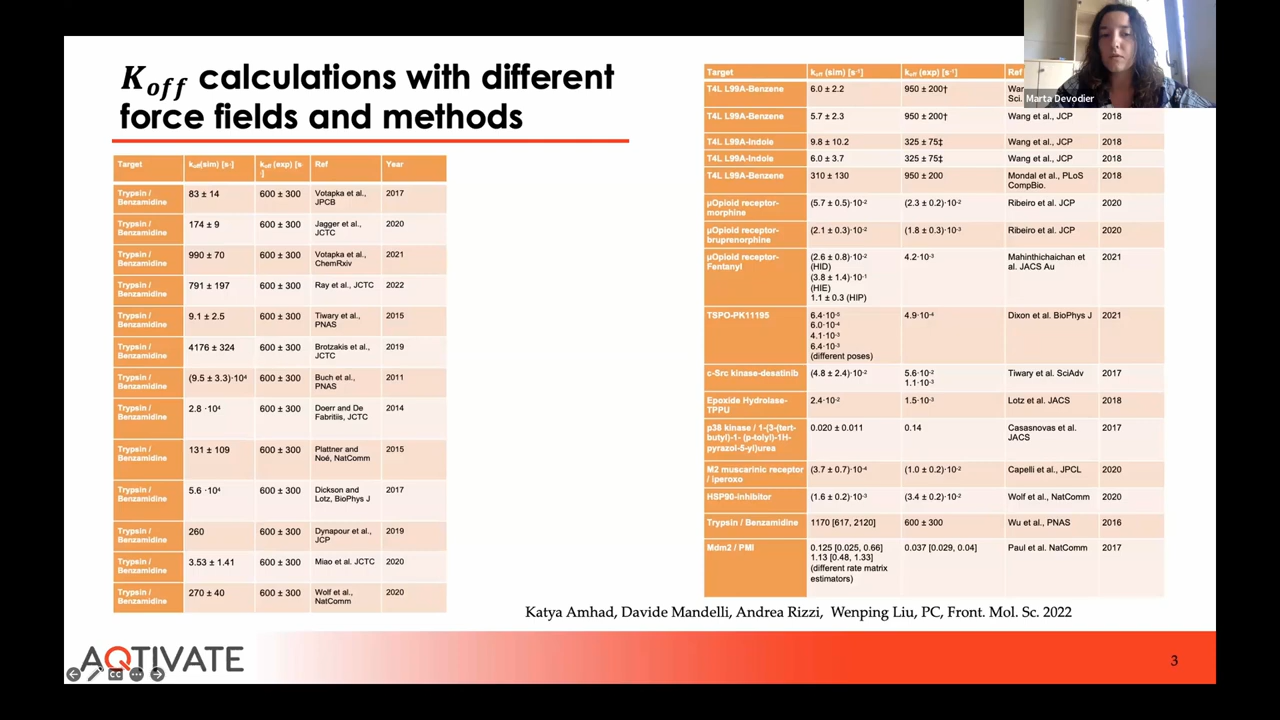 K_off calculations with different
force fields and methods
Target k_off(sim) [s-] k_off (exp) [s-] Ref Year
Trypsin / Benzamidine 83 ± 14 600 ± 300 Votapka et al., JPCB 2017
Trypsin / Benzamidine 174 ± 9 600 ± 300 Jagger et al., JCTC 2020
Trypsin / Benzamidine 990 ± 70 600 ± 300 Votapka et al., ChemRxiv 2021
Trypsin / Benzamidine 791 ± 197 600 ± 300 Ray et al., JCTC 2022
Trypsin / Benzamidine 9.1 ± 2.5 600 ± 300 Tiwary et al., PNAS 2015
Trypsin / Benzamidine 4176 ± 324 600 ± 300 Brotzakis et al., JCTC 2019
Trypsin / Benzamidine (9.5 ± 3.3)·10⁴ 600 ± 300 Buch et al., PNAS 2011
Trypsin / Benzamidine 2.8 ·10⁴ 600 ± 300 Doerr and De Fabritiis, JCTC 2014
Trypsin / Benzamidine 131 ± 109 600 ± 300 Plattner and Noé, NatComm 2015
Trypsin / Benzamidine 5.6 ·10⁴ 600 ± 300 Dickson and Lotz, BioPhys J 2017
Trypsin / Benzamidine 260 600 ± 300 Dynapour et al., JCP 2019
Trypsin / Benzamidine 3.53 ± 1.41 600 ± 300 Miao et al. JCTC 2020
Trypsin / Benzamidine 270 ± 40 600 ± 300 Wolf et al., NatComm 2020
Target k_off (sim) [s⁻¹] k_off (exp) [s⁻¹] Ref
T4L L99A-Benzene 6.0 ± 2.2 950 ± 200† Sci.
T4L L99A-Benzene 5.7 ± 2.3 950 ± 200† Wang et al., JCP 2018
T4L L99A-Indole 9.8 ± 10.2 325 ± 75‡ Wang et al., JCP 2018
T4L L99A-Indole 6.0 ± 3.7 325 ± 75‡ Wang et al., JCP 2018
T4L L99A-Benzene 310 ± 130 950 ± 200 Mondal et al., PLoS CompBio. 2018
µOpioid receptor-morphine (5.7 ± 0.5)·10⁻² (2.3 ± 0.2)·10⁻² Ribeiro et al. JCP 2020
µOpioid receptor-bruprenorphine (2.1 ± 0.3)·10⁻² (1.8 ± 0.3)·10⁻³ Ribeiro et al. JCP 2020
µOpioid receptor-Fentanyl (2.6 ± 0.8)·10⁻² (HID) (3.8 ± 1.4)·10⁻¹ (HIE) 1.1 ± 0.3 (HIP) 4.2·10⁻³ Mahinthichaichan et al. JACS Au 2021
TSPO-PK11195 6.4·10⁻⁵ 6.0·10⁻⁴ 4.1·10⁻³ 6.4·10⁻³ (different poses) 4.9·10⁻⁴ Dixon et al. BioPhys J 2021
c-Src kinase-desatinib (4.8 ± 2.4)·10⁻² 5.6·10⁻² 1.1·10⁻³ Tiwary et al. SciAdv 2017
Epoxide Hydrolase-TPPU 2.4·10⁻² 1.5·10⁻³ Lotz et al. JACS 2018
p38 kinase / 1-(3-(tert-butyl)-1- (p-tolyl)-1H-pyrazol-5-yl)urea 0.020 ± 0.011 0.14 Casasnovas et al. JACS 2017
M2 muscarinic receptor / iperoxo (3.7 ± 0.7)·10⁻⁴ (1.0 ± 0.2)·10⁻² Capelli et al., JPCL 2020
HSP90-inhibitor (1.6 ± 0.2)·10⁻³ (3.4 ± 0.2)·10⁻² Wolf et al., NatComm 2020
Trypsin / Benzamidine 1170 [617, 2120] 600 ± 300 Wu et al., PNAS 2016
Mdm2 / PMI 0.125 [0.025, 0.66] 1.13 [0.48, 1.33] (different rate matrix estimators) 0.037 [0.029, 0.04] Paul et al. NatComm 2017
Marta Devodier
Katya Amhad, Davide Mandelli, Andrea Rizzi, Wenping Liu, PC, Front. Mol. Sc. 2022
AQTIVATE
CC
3